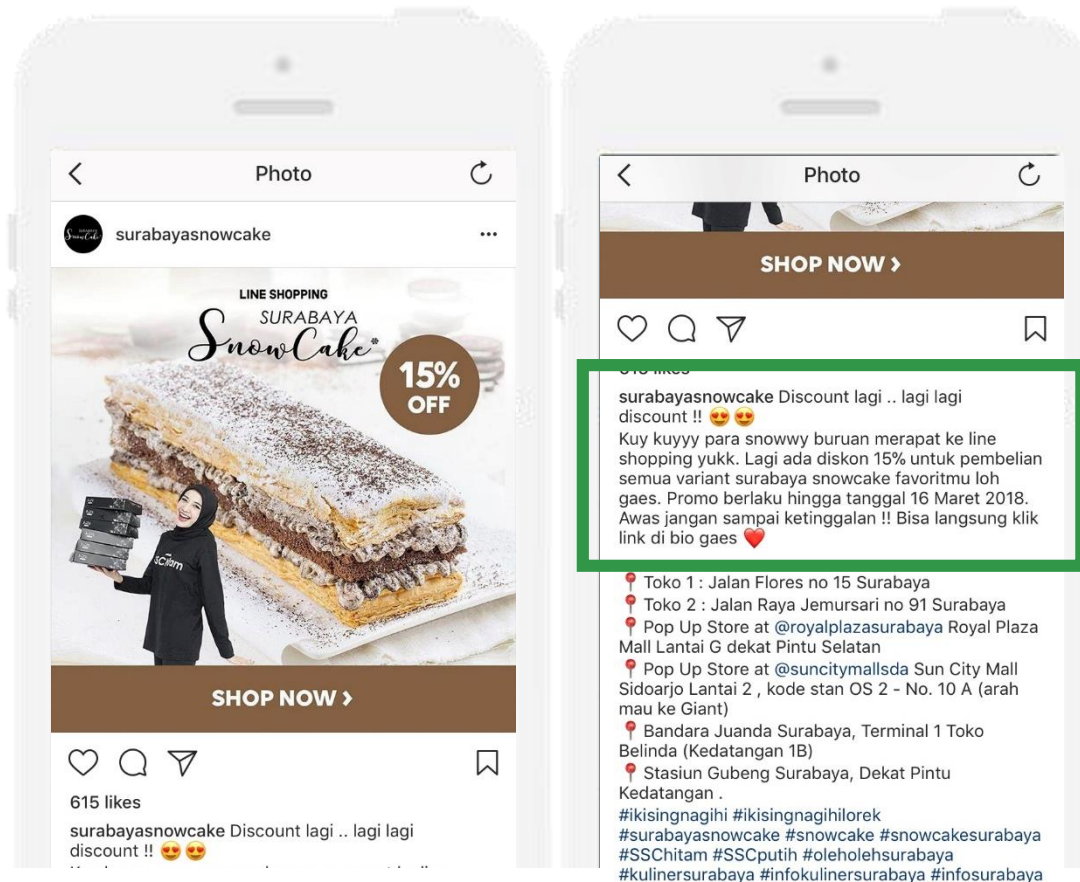 Photo
surabayasnowcake
LINE SHOPPING
SURABAYA
SnowCake*
15%
OFF
SCHitam
SHOP NOW >
615 likes
surabayasnowcake Discount lagi .. lagi lagi
discount !! 😍😍
Photo
SHOP NOW >
615 likes
surabayasnowcake Discount lagi .. lagi lagi
discount !! 😍😍
Kuy kuyyy para snowwy buruan merapat ke line
shopping yukk. Lagi ada diskon 15% untuk pembelian
semua variant surabaya snowcake favoritmu loh
gaes. Promo berlaku hingga tanggal 16 Maret 2018.
Awas jangan sampai ketinggalan !! Bisa langsung klik
link di bio gaes ❤️
📍 Toko 1 : Jalan Flores no 15 Surabaya
📍 Toko 2 : Jalan Raya Jemursari no 91 Surabaya
📍 Pop Up Store at @royalplazasurabaya Royal Plaza
Mall Lantai G dekat Pintu Selatan
📍 Pop Up Store at @suncitymallsda Sun City Mall
Sidoarjo Lantai 2 , kode stan OS 2 - No. 10 A (arah
mau ke Giant)
📍 Bandara Juanda Surabaya, Terminal 1 Toko
Belinda (Kedatangan 1B)
📍 Stasiun Gubeng Surabaya, Dekat Pintu
Kedatangan .
#ikisingnagihi #ikisingnagihilorek
#surabayasnowcake #snowcake #snowcakesurabaya
#SSChitam #SSCputih #oleholehsurabaya
#kulinersurabaya #infokulinersurabaya #infosurabaya